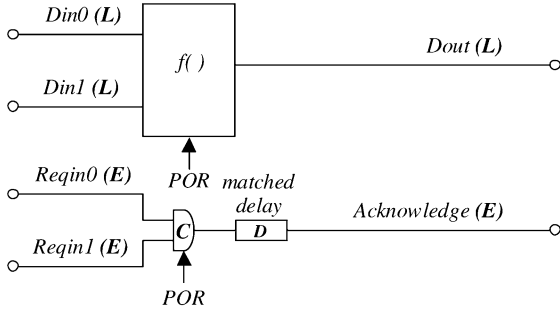 Din0 (L)
Dout (L)
f( )
Din1 (L)
Reqin0 (E)
POR
matched
delay
Acknowledge (E)
C
D
Reqin1 (E)
POR